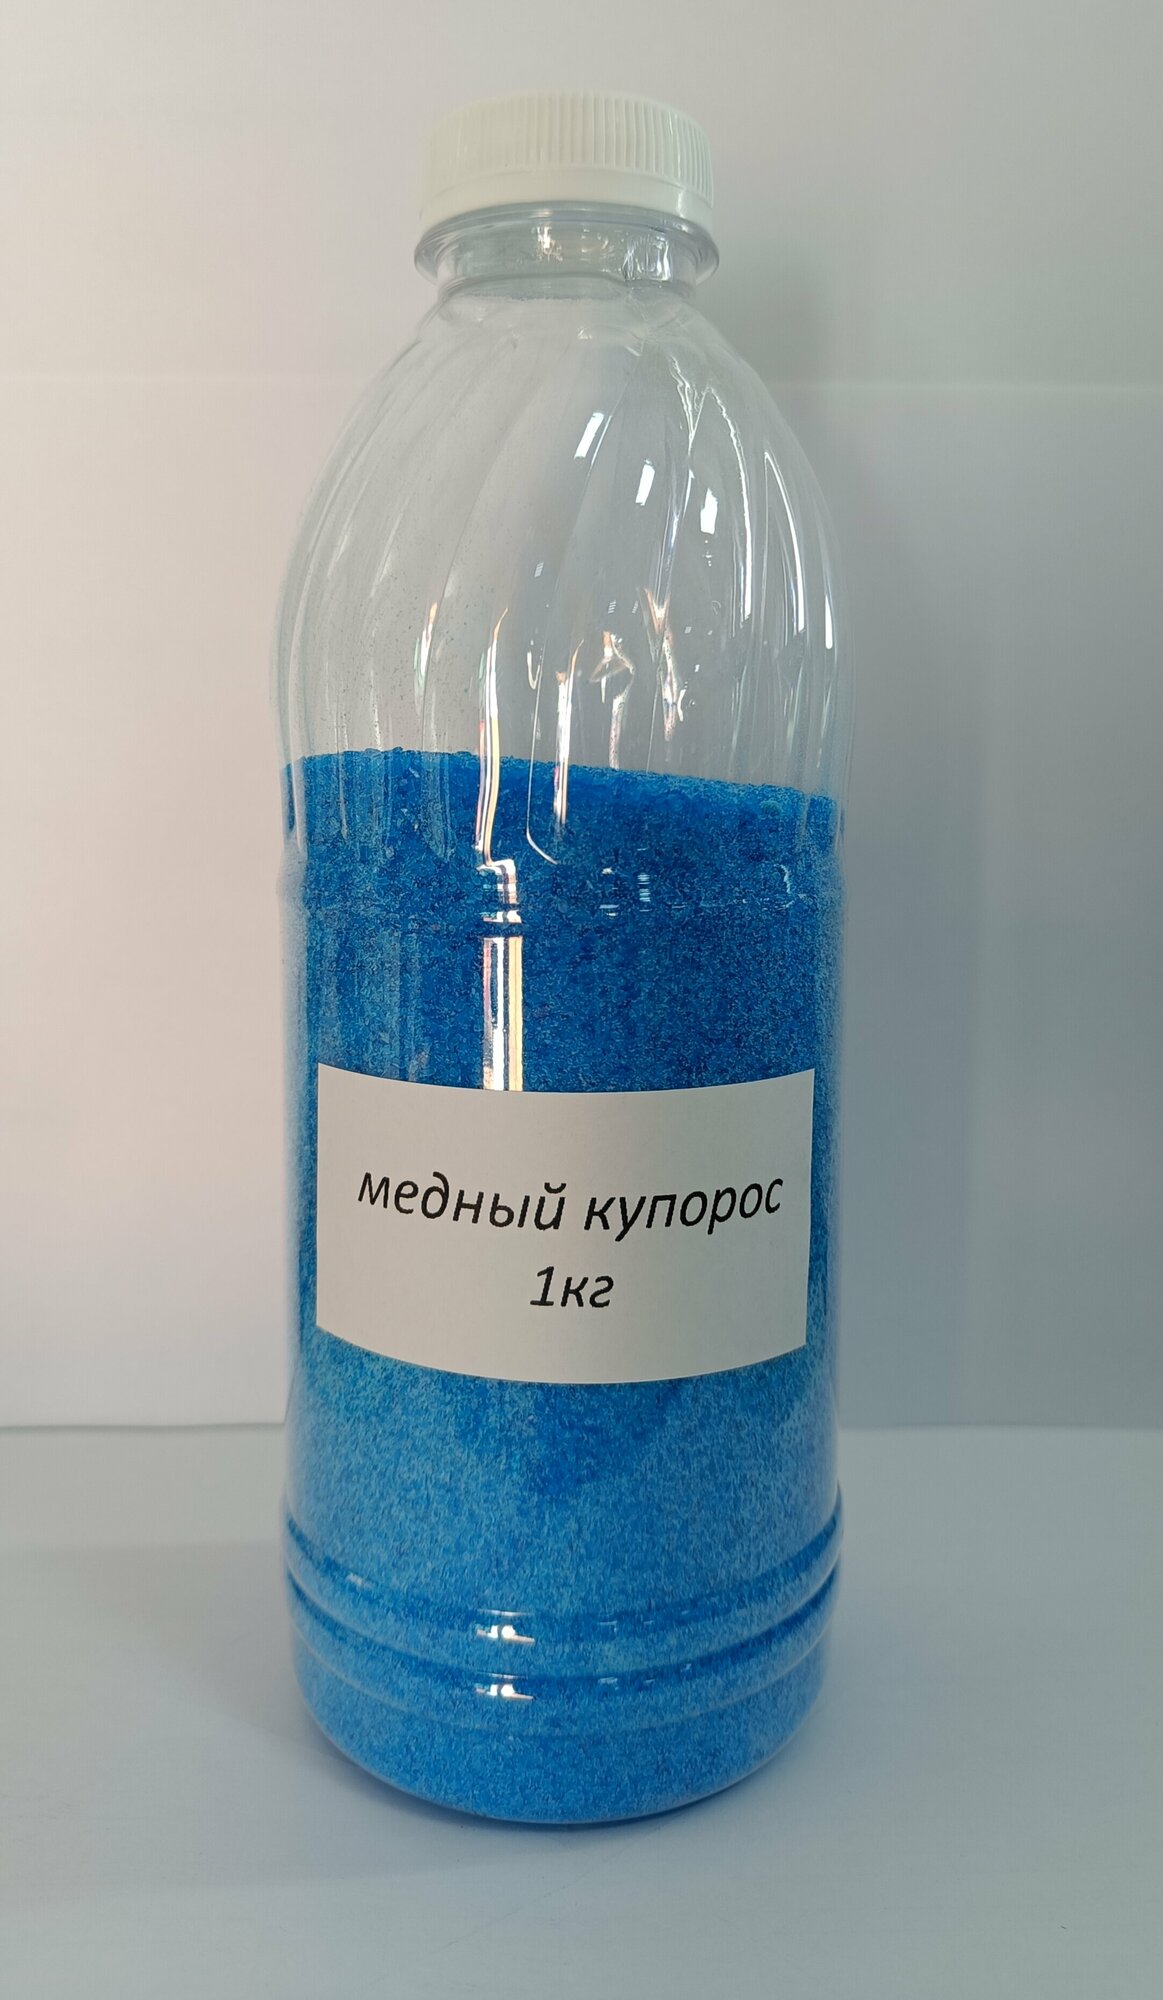 медный купорос
1кг